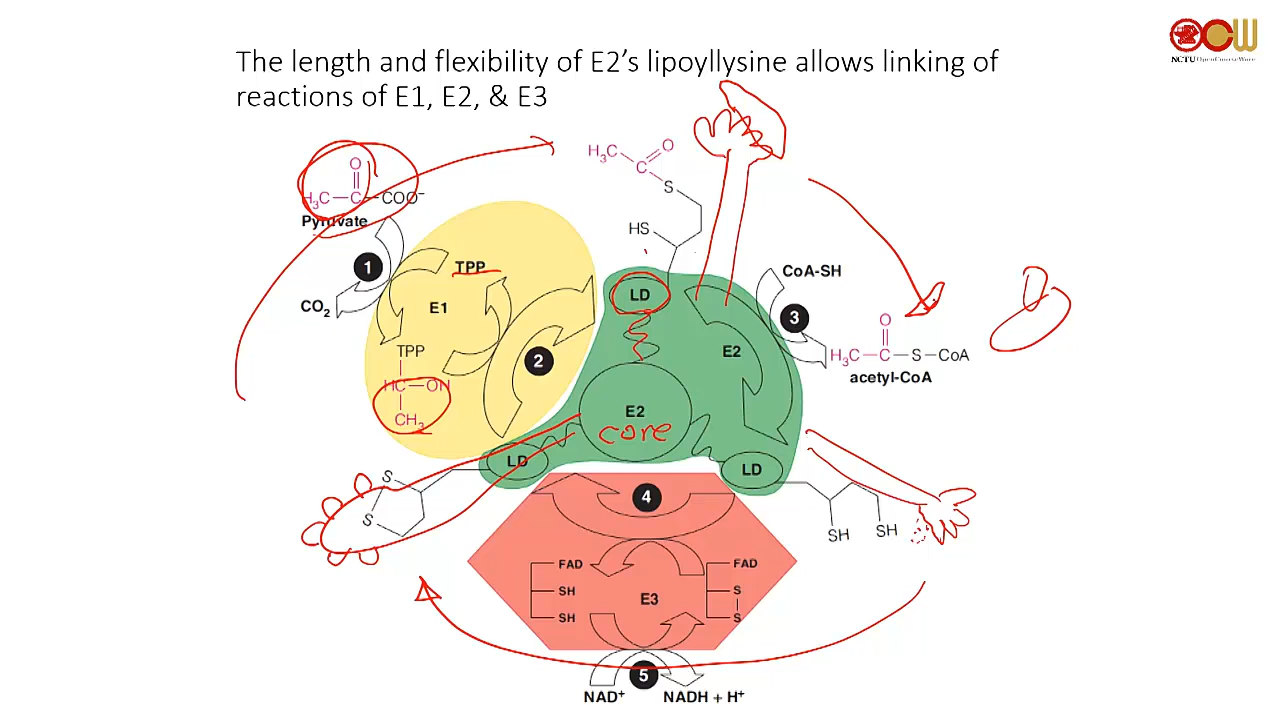 NCTU OpenCourseWare
The length and flexibility of E2's lipoyllysine allows linking of
reactions of E1, E2, & E3
O
H₃C—C—COO⁻
Pyruvate
1
CO₂
TPP
E1
TPP
HC—OH
CH₃
2
H₃C
O
C
S
HS
LD
E2
core
E2
CoA-SH
3
O
H₃C—C—S—CoA
acetyl-CoA
LD
S
S
LD
SH
SH
4
FAD
SH
SH
E3
FAD
S
S
5
NAD⁺
NADH + H⁺